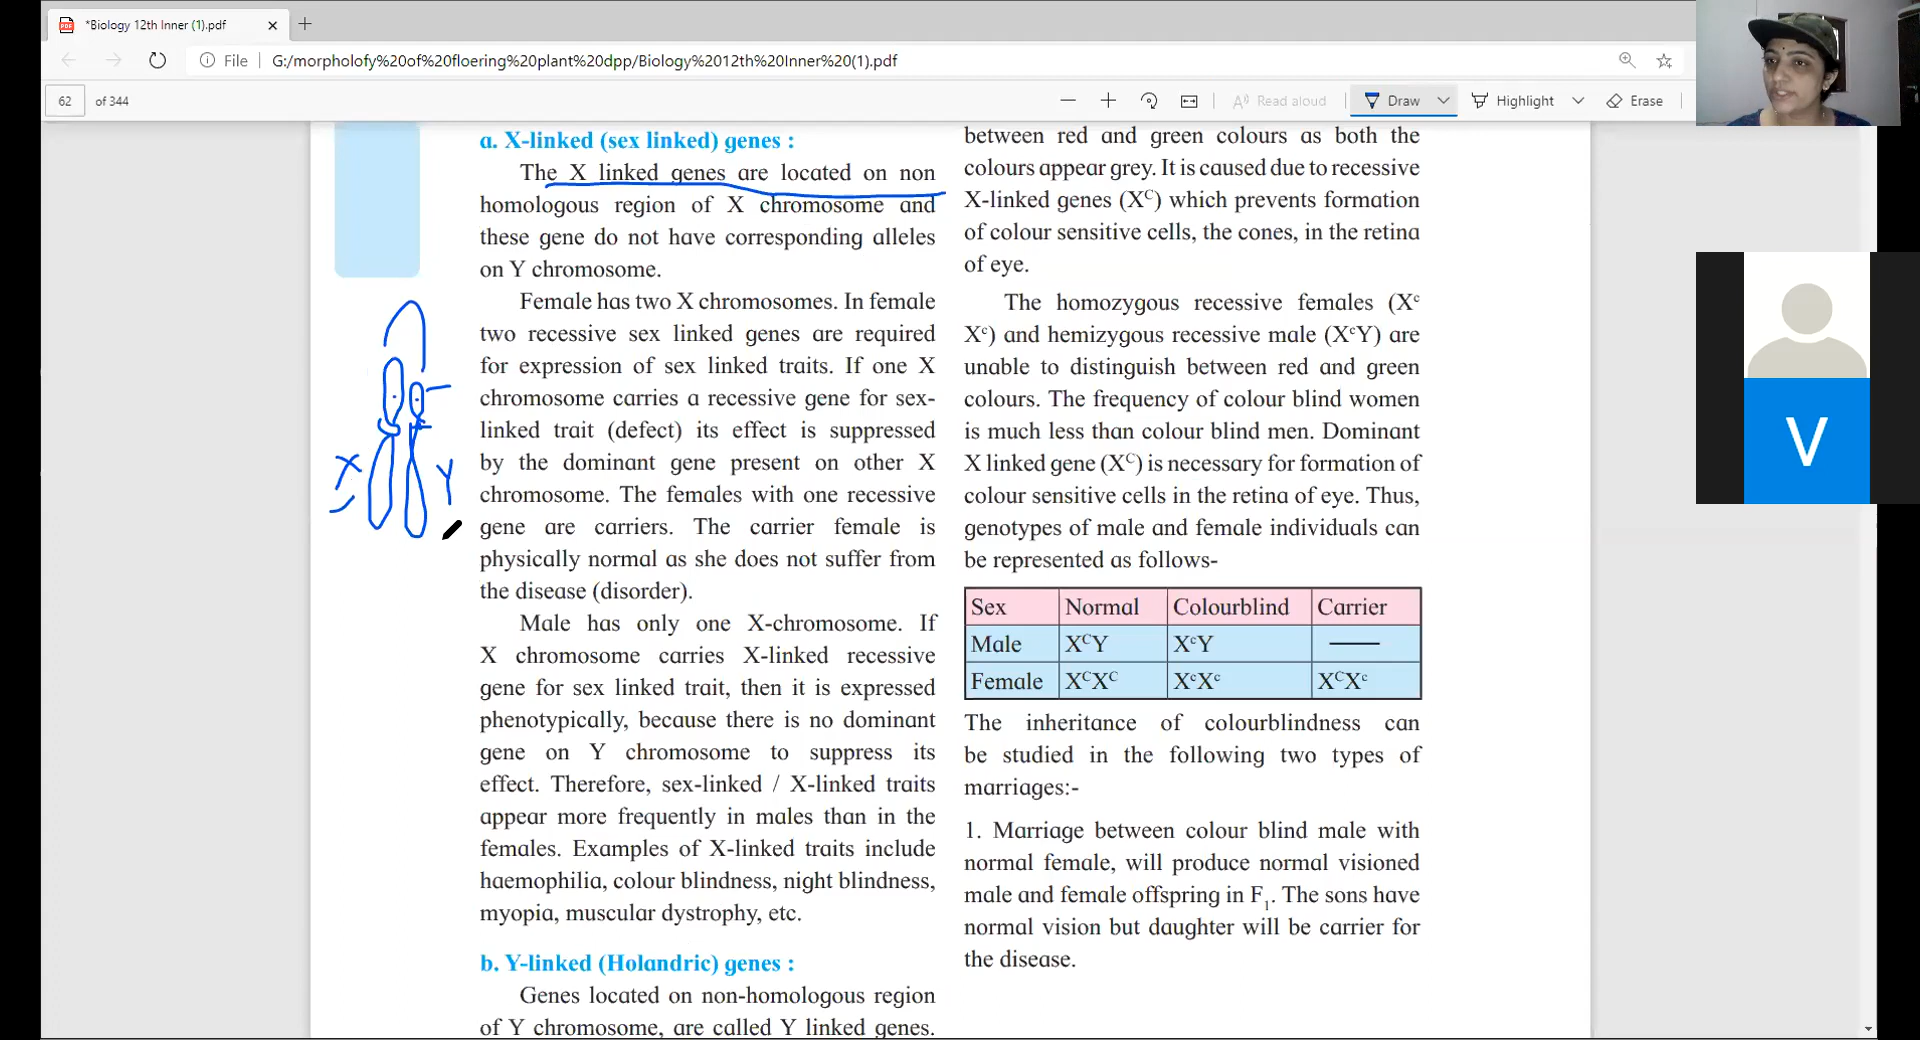 *Biology 12th Inner (1).pdf
File
G:/morpholofy%20of%20floering%20plant%20dpp/Biology%2012th%20Inner%20(1).pdf
62 of 344
Read aloud
Draw
Highlight
Erase
a. X-linked (sex linked) genes :
The X linked genes are located on non
homologous region of X chromosome and
these gene do not have corresponding alleles
on Y chromosome.
Female has two X chromosomes. In female
two recessive sex linked genes are required
for expression of sex linked traits. If one X
chromosome carries a recessive gene for sex-
linked trait (defect) its effect is suppressed
by the dominant gene present on other X
chromosome. The females with one recessive
gene are carriers. The carrier female is
physically normal as she does not suffer from
the disease (disorder).
Male has only one X-chromosome. If
X chromosome carries X-linked recessive
gene for sex linked trait, then it is expressed
phenotypically, because there is no dominant
gene on Y chromosome to suppress its
effect. Therefore, sex-linked / X-linked traits
appear more frequently in males than in the
females. Examples of X-linked traits include
haemophilia, colour blindness, night blindness,
myopia, muscular dystrophy, etc.
b. Y-linked (Holandric) genes :
Genes located on non-homologous region
of Y chromosome, are called Y linked genes.
X
Y
between red and green colours as both the
colours appear grey. It is caused due to recessive
X-linked genes (Xᶜ) which prevents formation
of colour sensitive cells, the cones, in the retina
of eye.
The homozygous recessive females (Xᶜ
Xᶜ) and hemizygous recessive male (XᶜY) are
unable to distinguish between red and green
colours. The frequency of colour blind women
is much less than colour blind men. Dominant
X linked gene (Xᶜ) is necessary for formation of
colour sensitive cells in the retina of eye. Thus,
genotypes of male and female individuals can
be represented as follows-
Sex Normal Colourblind Carrier
Male XᶜY XᶜY —
Female XᶜXᶜ XᶜXᶜ XᶜXᶜ
The inheritance of colourblindness can
be studied in the following two types of
marriages:-
1. Marriage between colour blind male with
normal female, will produce normal visioned
male and female offspring in F₁. The sons have
normal vision but daughter will be carrier for
the disease.
V